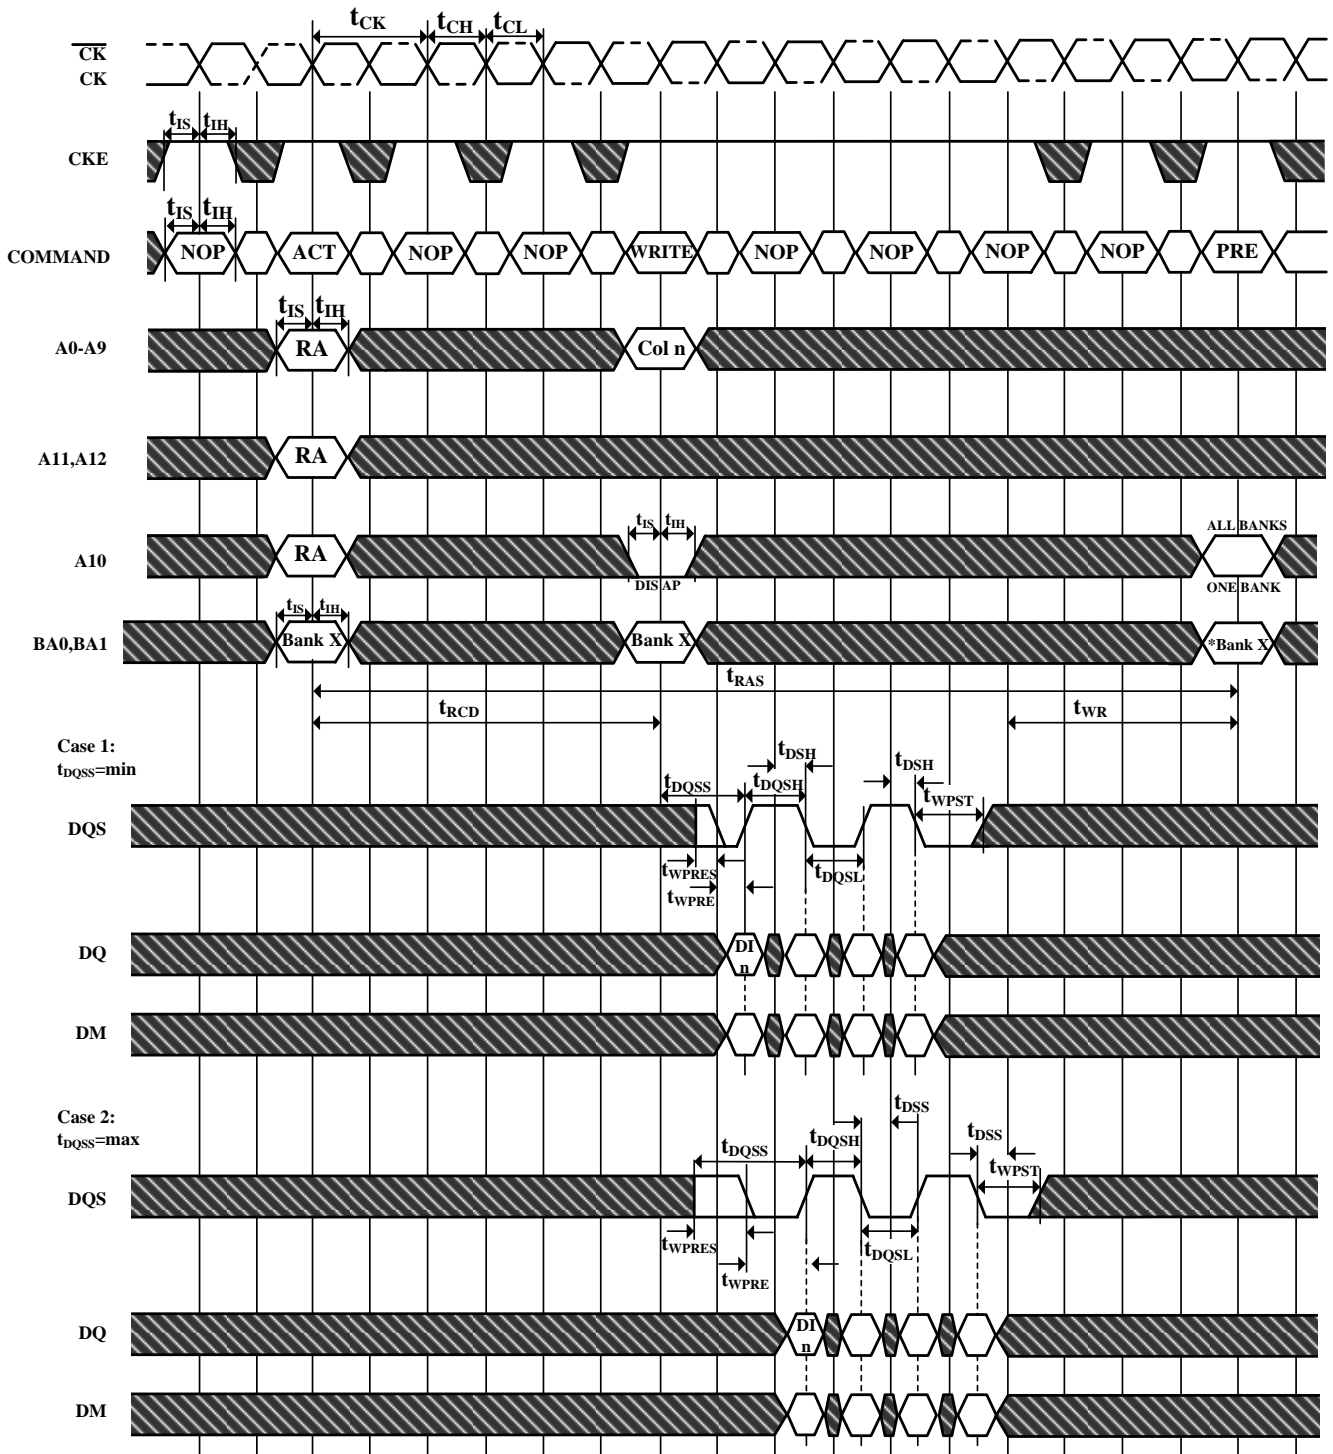 tCK tCH tCL
CK
CK
tIS tIH
CKE
tIS tIH
COMMAND NOP ACT NOP NOP WRITE NOP NOP NOP NOP PRE
tIS tIH
A0-A9 RA Col n
A11,A12 RA
tIS tIH ALL BANKS
A10 RA
DIS AP ONE BANK
tIS tIH
BA0,BA1 Bank X Bank X *Bank X
tRAS
tRCD tWR
Case 1:
tDQSS=min
tDSH tDSH
tDQSS tDQSH tWPST
DQS
tWPRES tDQSL
tWPRE
DQ DI
n
DM
Case 2:
tDQSS=max
tDSS tDSS
tDQSS tDQSH tWPST
DQS
tWPRES tDQSL
tWPRE
DQ DI
n
DM